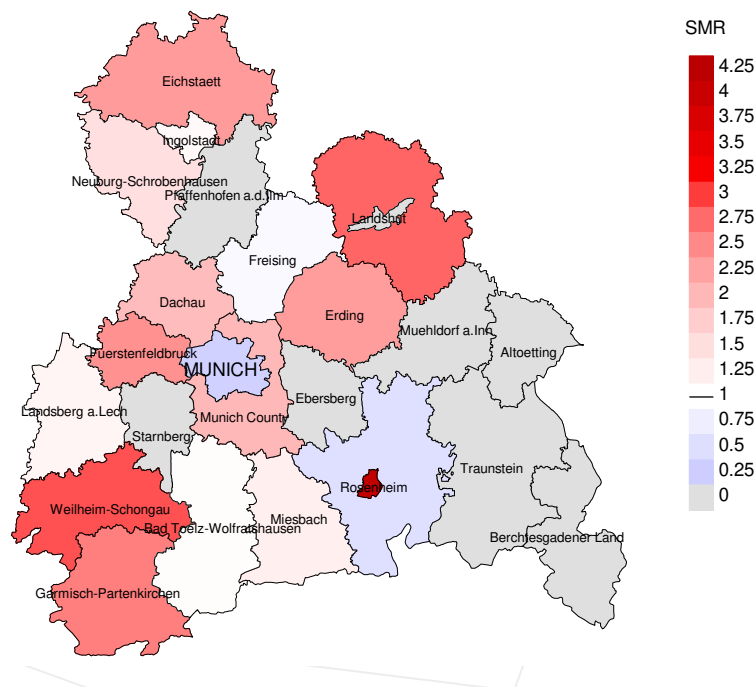 SMR
Eichstaett
Ingolstadt
Neuburg-Schrobenhausen
Pfaffenhofen a.d.Ilm
Landshut
Freising
Dachau
Erding
Muehldorf a.Inn
Altoetting
Fuerstenfeldbruck
MUNICH
Ebersberg
Landsberg a.Lech
Munich County
Starnberg
Traunstein
Rosenheim
Weilheim-Schongau
Miesbach
Bad Toelz-Wolfratshausen
Berchtesgadener Land
Garmisch-Partenkirchen
4.25
4
3.75
3.5
3.25
3
2.75
2.5
2.25
2
1.75
1.5
1.25
1
0.75
0.5
0.25
0